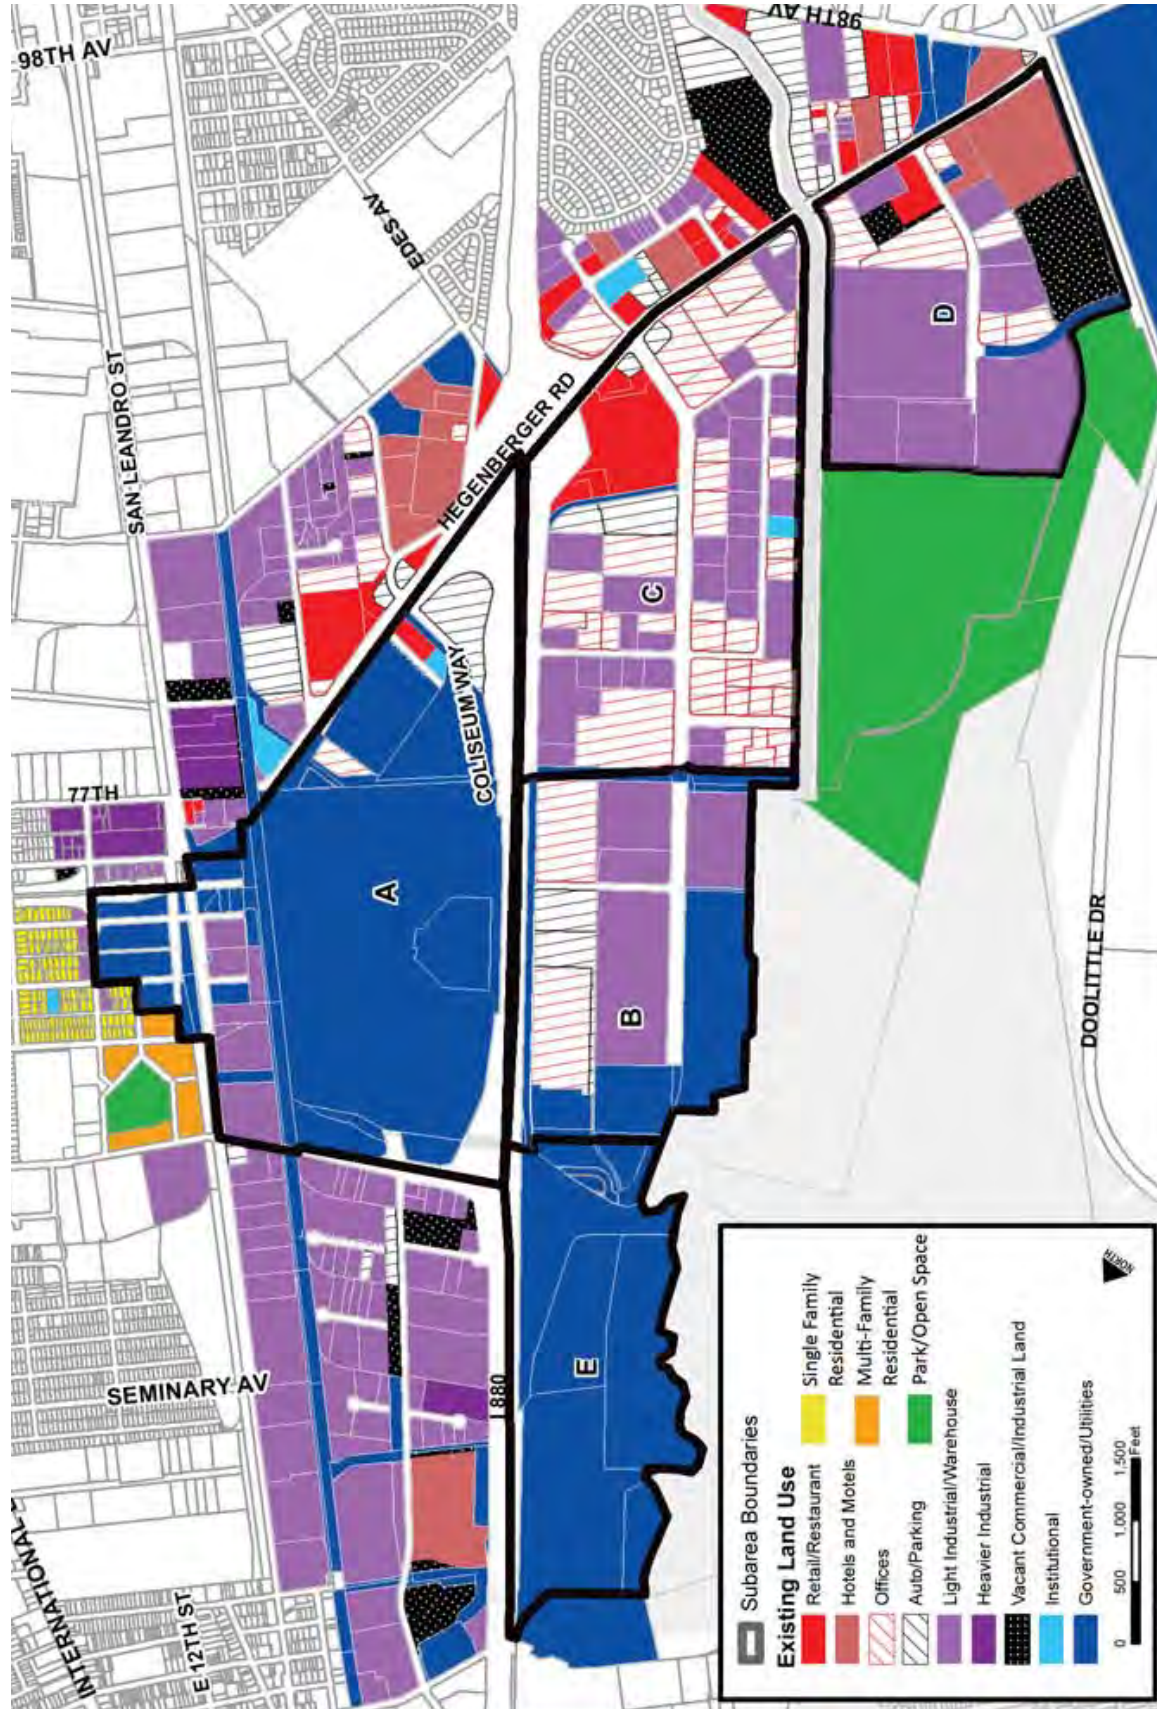 98TH AV
98TH AV
EDES AV
SAN LEANDRO ST
HEGENBERGER RD
D
C
COLISEUM WAY
77TH
A
B
DOOLITTLE DR
E
SEMINARY AV
I 880
INTERNATIONAL
E 12TH ST
Subarea Boundaries
Existing Land Use
Retail/Restaurant
Hotels and Motels
Offices
Auto/Parking
Light Industrial/Warehouse
Heavier Industrial
Vacant Commercial/Industrial Land
Institutional
Government-owned/Utilities
Single Family
Residential
Multi-Family
Residential
Park/Open Space
NORTH
0 500 1,000 1,500
Feet